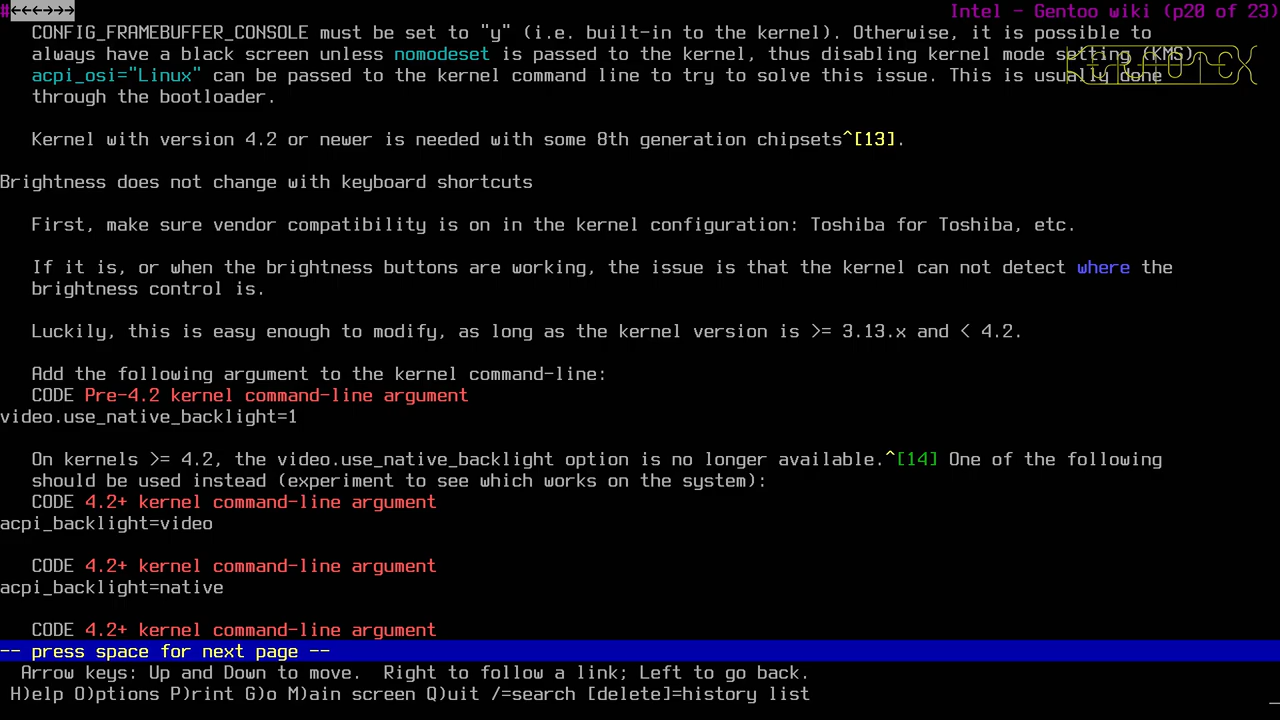 #←←←→→→ Intel - Gentoo wiki (p20 of 23)
CONFIG_FRAMEBUFFER_CONSOLE must be set to "y" (i.e. built-in to the kernel). Otherwise, it is possible to
always have a black screen unless nomodeset is passed to the kernel, thus disabling kernel mode setting (KMS).
acpi_osi="Linux" can be passed to the kernel command line to try to solve this issue. This is usually done
through the bootloader.
Kernel with version 4.2 or newer is needed with some 8th generation chipsets^[13].
Brightness does not change with keyboard shortcuts
First, make sure vendor compatibility is on in the kernel configuration: Toshiba for Toshiba, etc.
If it is, or when the brightness buttons are working, the issue is that the kernel can not detect where the
brightness control is.
Luckily, this is easy enough to modify, as long as the kernel version is >= 3.13.x and < 4.2.
Add the following argument to the kernel command-line:
CODE Pre-4.2 kernel command-line argument
video.use_native_backlight=1
On kernels >= 4.2, the video.use_native_backlight option is no longer available.^[14] One of the following
should be used instead (experiment to see which works on the system):
CODE 4.2+ kernel command-line argument
acpi_backlight=video
CODE 4.2+ kernel command-line argument
acpi_backlight=native
CODE 4.2+ kernel command-line argument
-- press space for next page --
Arrow keys: Up and Down to move. Right to follow a link; Left to go back.
H)elp O)ptions P)rint G)o M)ain screen Q)uit /=search [delete]=history list